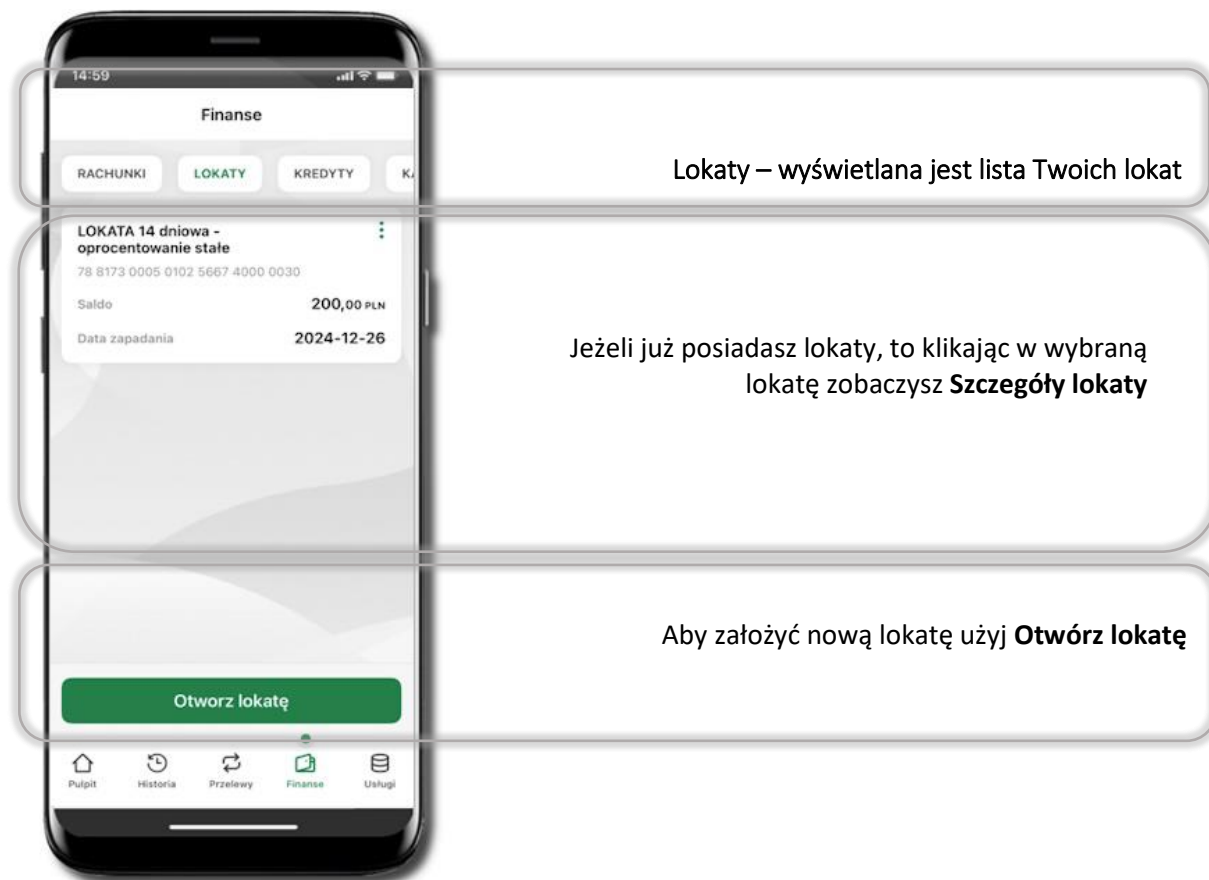 14:59
Finanse
RACHUNKI LOKATY KREDYTY
Lokaty – wyświetlana jest lista Twoich lokat
LOKATA 14 dniowa -
oprocentowanie stałe
78 8173 0005 0102 5667 4000 0030
Saldo 200,00 PLN
Data zapadania 2024-12-26
Jeżeli już posiadasz lokaty, to klikając w wybraną
lokatę zobaczysz Szczegóły lokaty
Aby założyć nową lokatę użyj Otwórz lokatę
Otworz lokatę
Pulpit Historia Przelewy Finanse Usługi